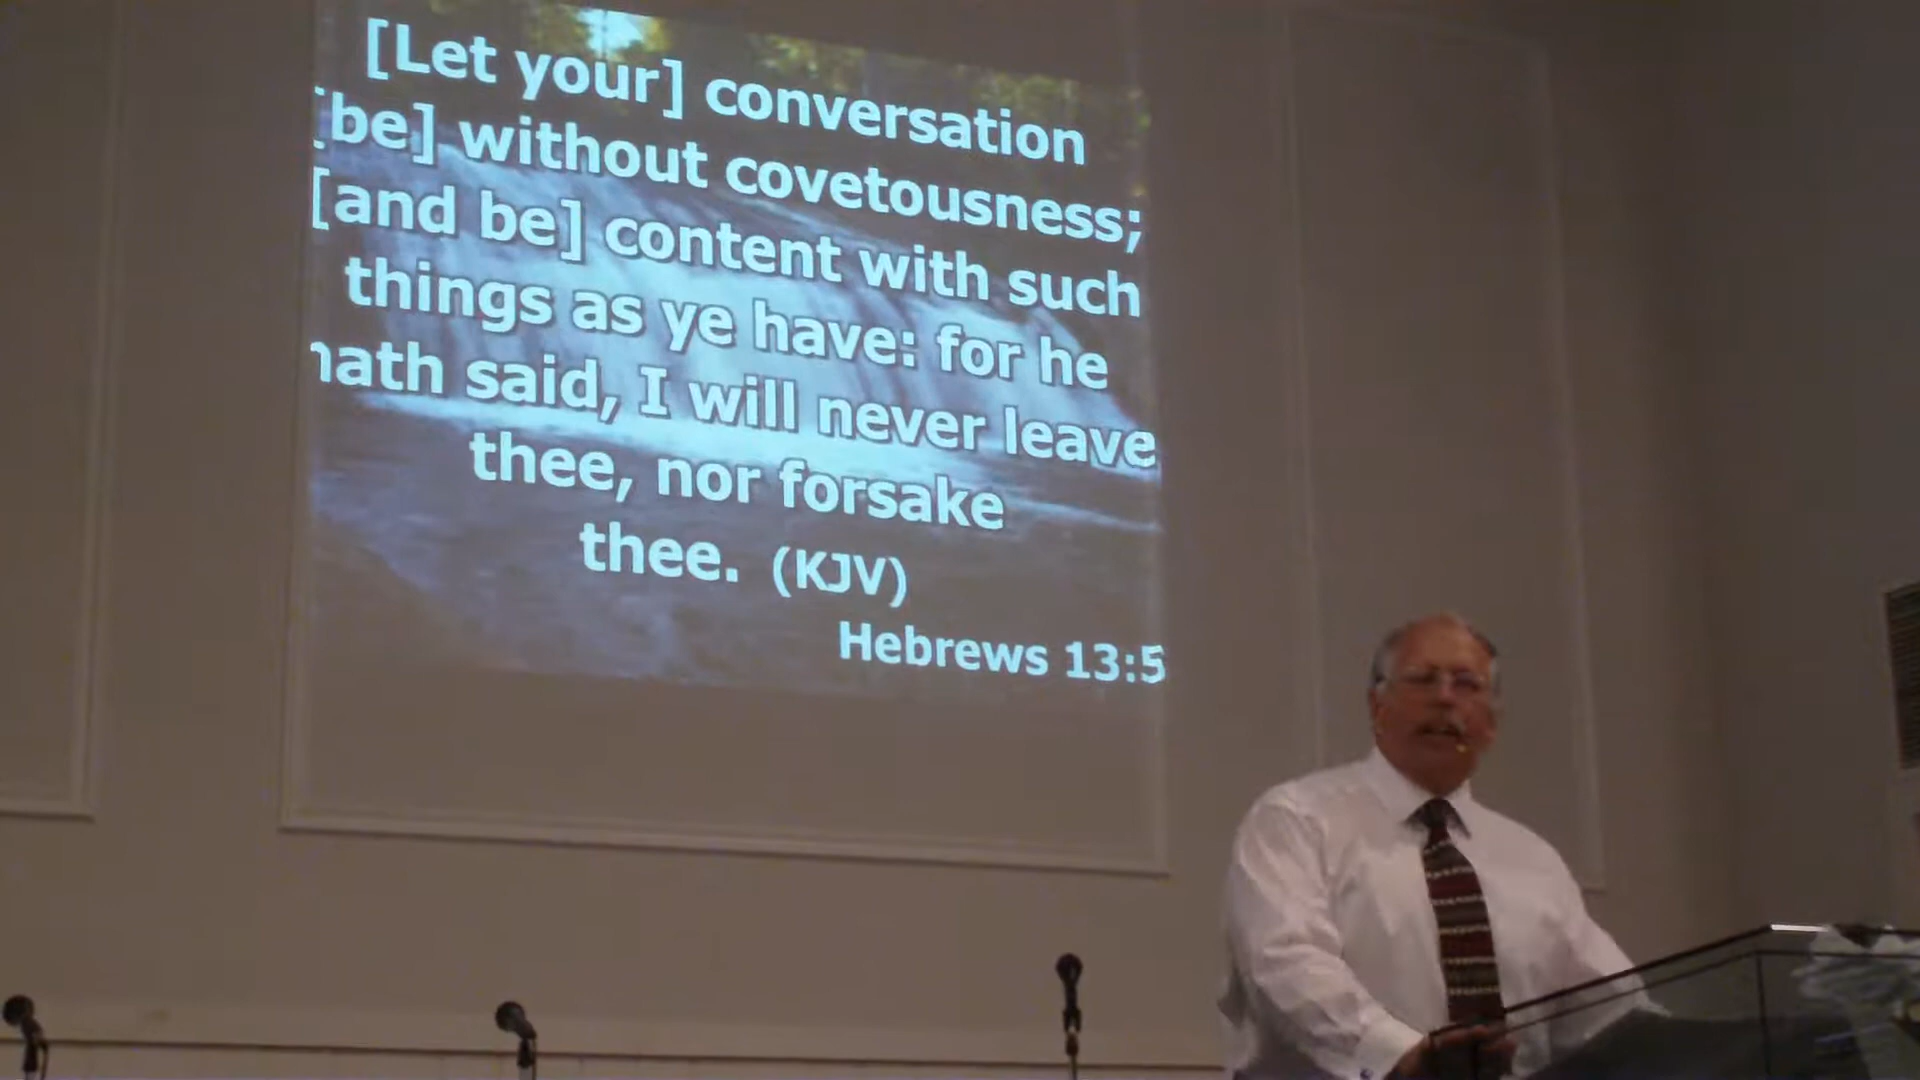 [Let your] conversation
[be] without covetousness;
[and be] content with such
things as ye have: for he
hath said, I will never leave
thee, nor forsake
thee. (KJV)
Hebrews 13:5